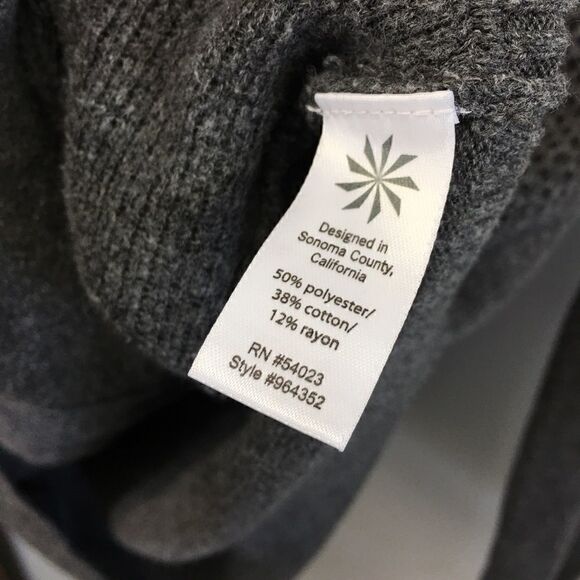 Designed in
Sonoma County,
California
50% polyester/
38% cotton/
12% rayon
RN #54023
Style #964352